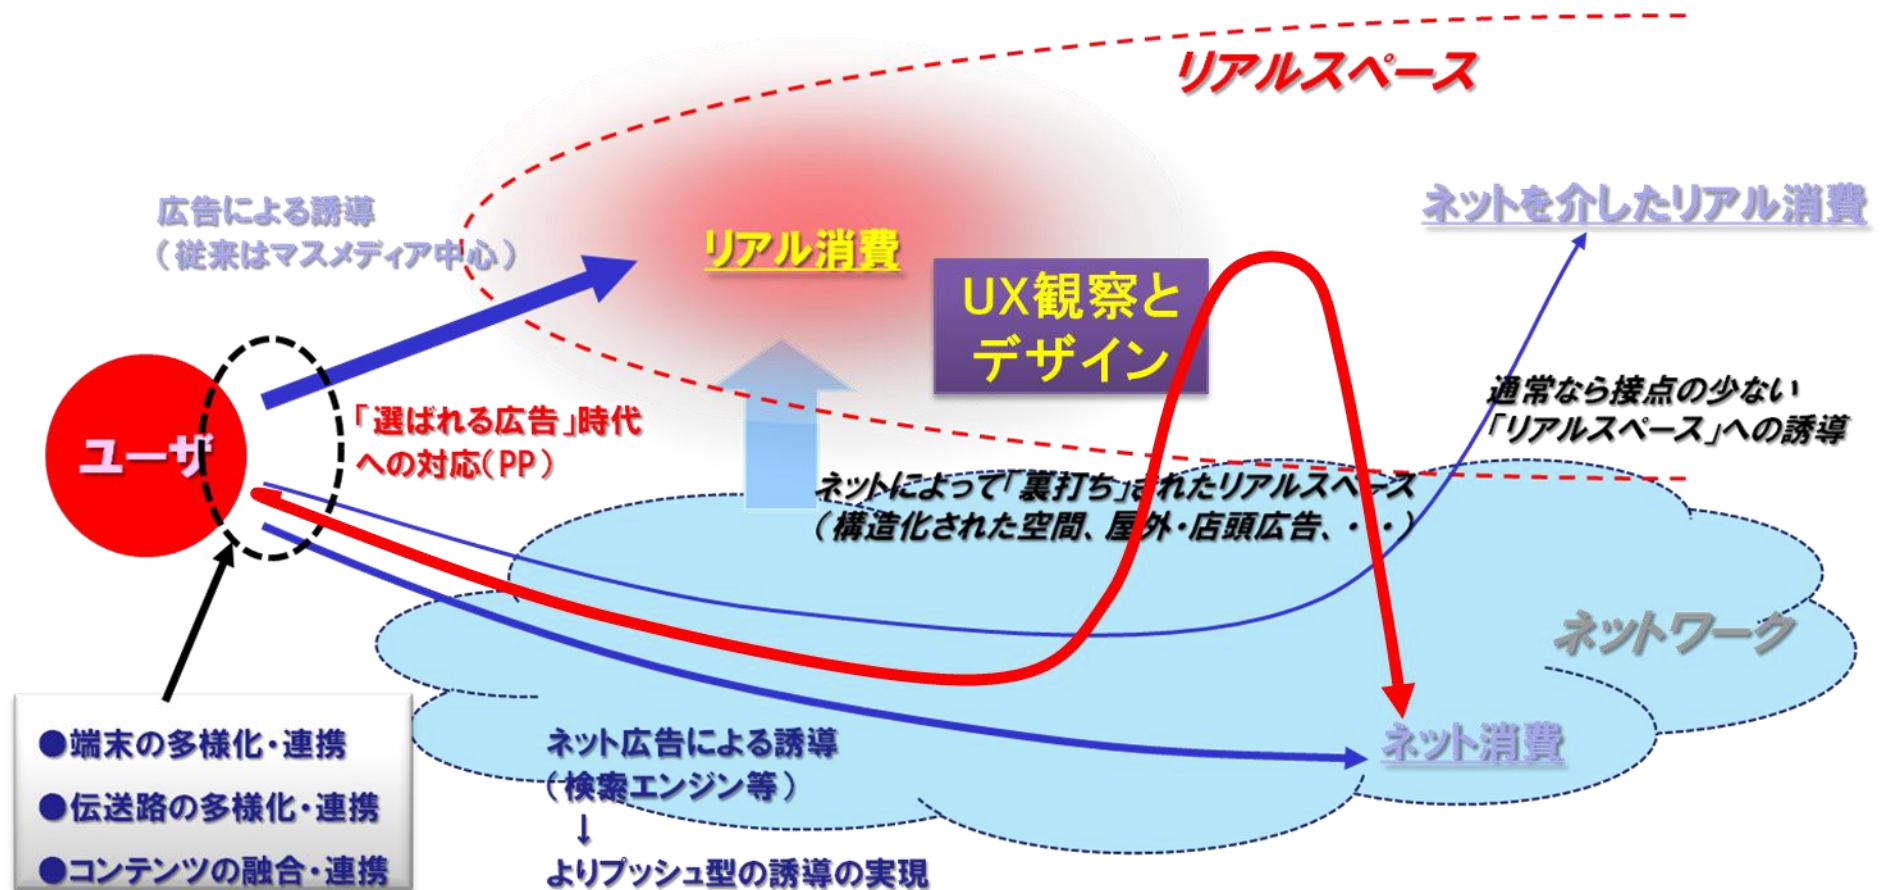 リアルスペース
広告による誘導
（従来はマスメディア中心）
リアル消費
ネットを介したリアル消費
UX観察と
デザイン
ユーザ
「選ばれる広告」時代
への対応(PP)
通常なら接点の少ない
「リアルスペース」への誘導
ネットによって「裏打ち」されたリアルスペース
（構造化された空間、屋外・店頭広告、・・・）
ネットワーク
ネット消費
●端末の多様化・連携
●伝送路の多様化・連携
●コンテンツの融合・連携
ネット広告による誘導
（検索エンジン等）
↓
よりプッシュ型の誘導の実現